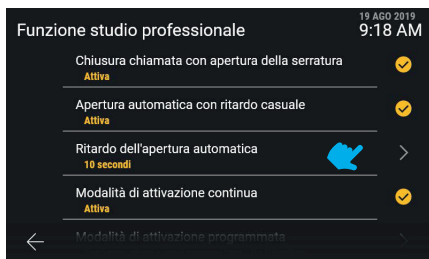 19 AGO 2019
Funzione studio professionale 9:18 AM
Chiusura chiamata con apertura della serratura
Attiva
Apertura automatica con ritardo casuale
Attiva
Ritardo dell'apertura automatica
10 secondi
Modalità di attivazione continua
Attiva
Modalità di attivazione programmata